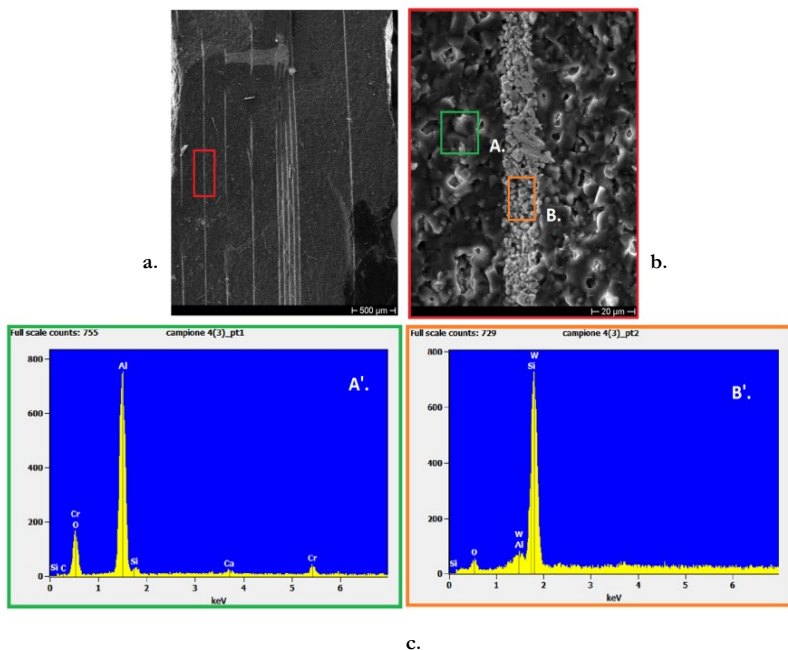 a.
500 µm
A.
B.
b.
20 µm
Full scale counts: 755 campione 4(3)_pt1
A'.
800
600
400
200
0
Al
Cr
O
Si C
Si
Ca
Cr
0 1 2 3 4 5 6
keV
Full scale counts: 729 campione 4(3)_pt2
B'.
800
600
400
200
0
W
Si
W
Al
O
Si
0 1 2 3 4 5 6
keV
c.